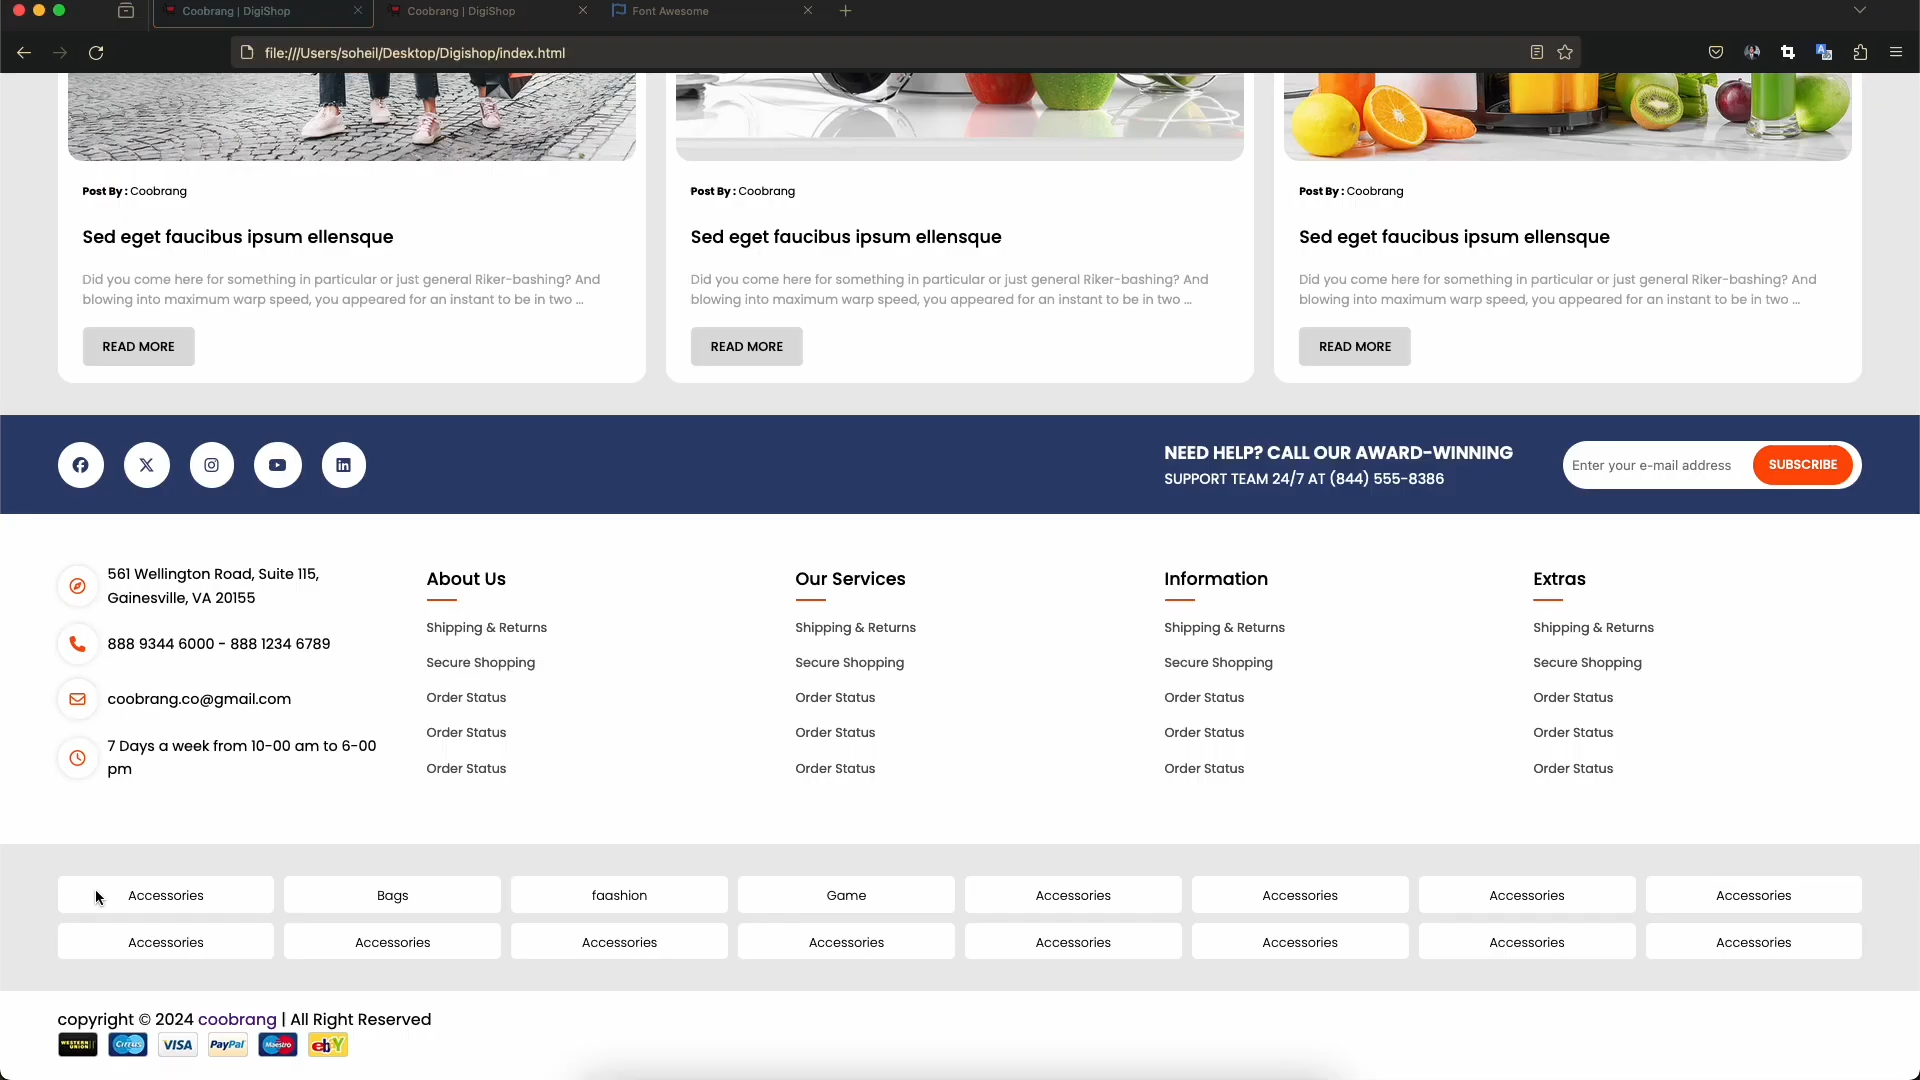 Coobrang | DigiShop
Coobrang | DigiShop
Font Awesome
file:///Users/soheil/Desktop/Digishop/index.html
Post By : Coobrang
Sed eget faucibus ipsum ellensque
Did you come here for something in particular or just general Riker-bashing? And
blowing into maximum warp speed, you appeared for an instant to be in two ...
READ MORE
Post By : Coobrang
Sed eget faucibus ipsum ellensque
Did you come here for something in particular or just general Riker-bashing? And
blowing into maximum warp speed, you appeared for an instant to be in two ...
READ MORE
Post By : Coobrang
Sed eget faucibus ipsum ellensque
Did you come here for something in particular or just general Riker-bashing? And
blowing into maximum warp speed, you appeared for an instant to be in two ...
READ MORE
NEED HELP? CALL OUR AWARD-WINNING
SUPPORT TEAM 24/7 AT (844) 555-8386
Enter your e-mail address
SUBSCRIBE
561 Wellington Road, Suite 115,
Gainesville, VA 20155
888 9344 6000 - 888 1234 6789
coobrang.co@gmail.com
7 Days a week from 10-00 am to 6-00
pm
About Us
Shipping & Returns
Secure Shopping
Order Status
Order Status
Order Status
Our Services
Shipping & Returns
Secure Shopping
Order Status
Order Status
Order Status
Information
Shipping & Returns
Secure Shopping
Order Status
Order Status
Order Status
Extras
Shipping & Returns
Secure Shopping
Order Status
Order Status
Order Status
Accessories
Bags
faashion
Game
Accessories
Accessories
Accessories
Accessories
Accessories
Accessories
Accessories
Accessories
Accessories
Accessories
Accessories
Accessories
copyright © 2024 coobrang | All Right Reserved
WESTERN UNION
Cirrus
VISA
PayPal
Maestro
ebY